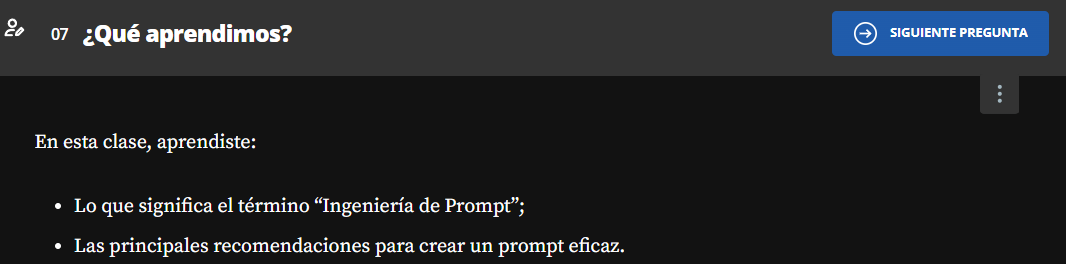 07 ¿Qué aprendimos?
SIGUIENTE PREGUNTA
En esta clase, aprendiste:
• Lo que significa el término “Ingeniería de Prompt”;
• Las principales recomendaciones para crear un prompt eficaz.